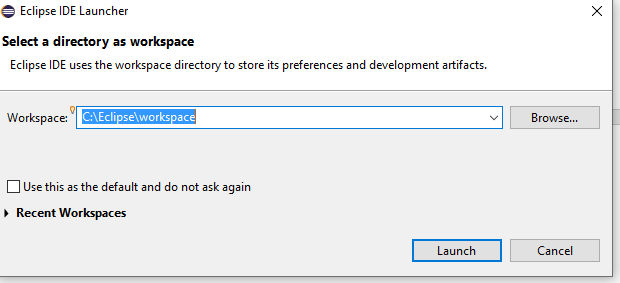 Eclipse IDE Launcher
Select a directory as workspace
Eclipse IDE uses the workspace directory to store its preferences and development artifacts.
Workspace: C:\Eclipse\workspace Browse...
Use this as the default and do not ask again
Recent Workspaces
Launch Cancel